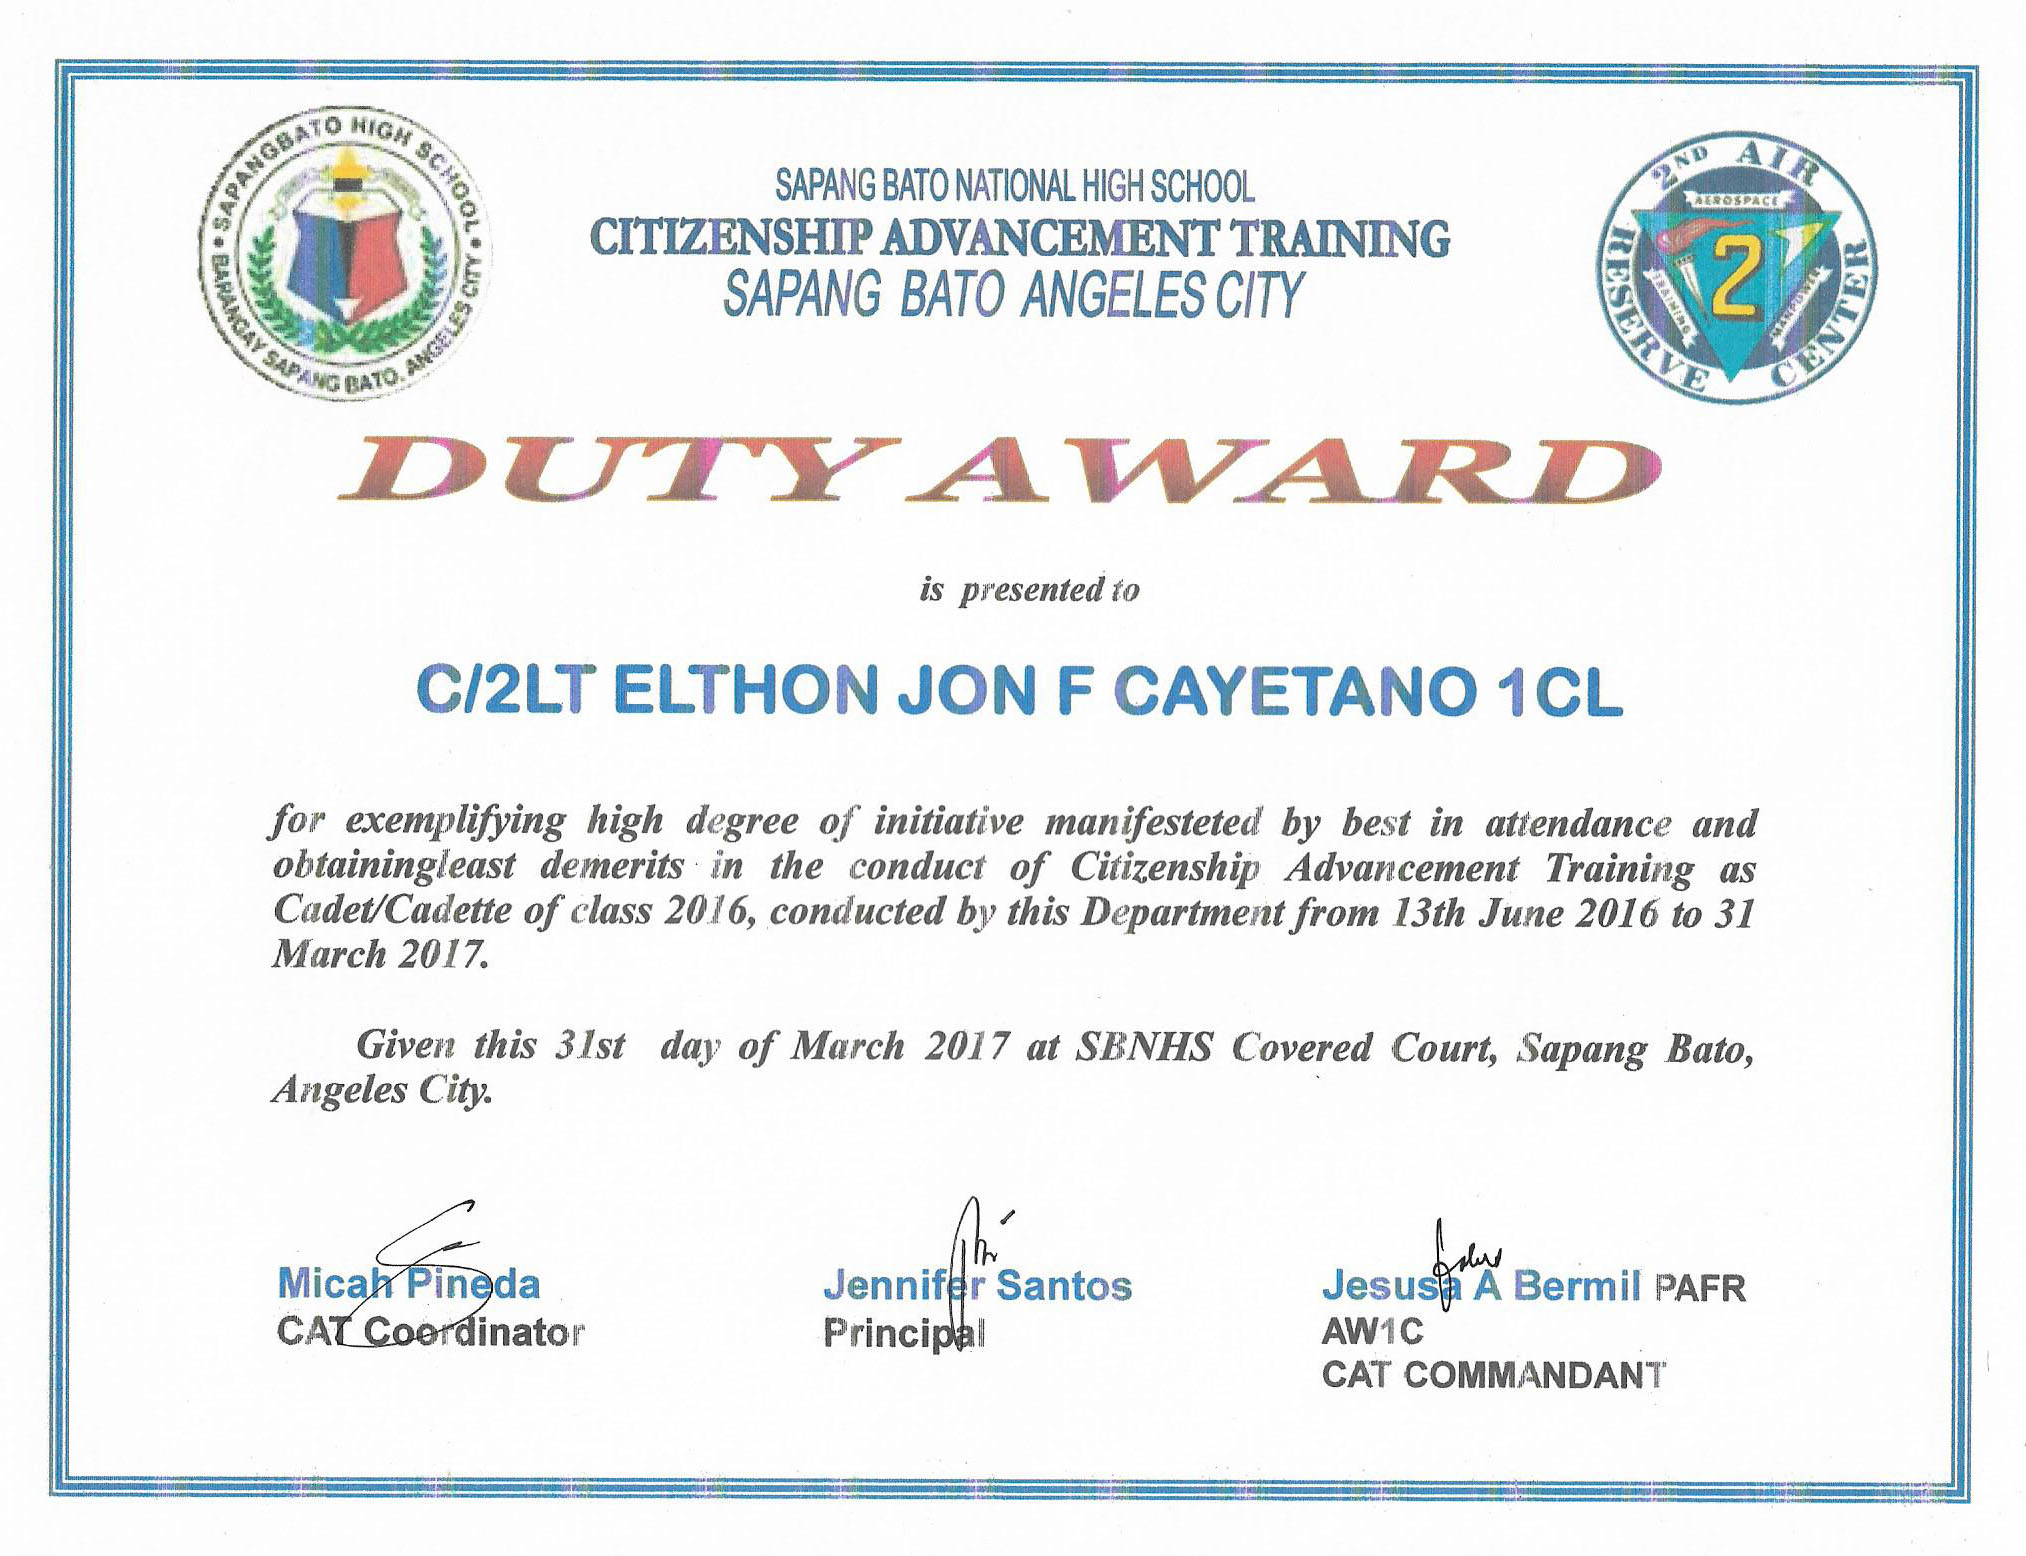 SAPANGBATO HIGH SCHOOL
BARANGAY SAPANG BATO, ANGELES CITY
SAPANG BATO NATIONAL HIGH SCHOOL
CITIZENSHIP ADVANCEMENT TRAINING
SAPANG BATO ANGELES CITY
2ND AIR
RESERVE CENTER
AEROSPACE
TRAINING
MANPOWER
2
DUTY AWARD
is presented to
C/2LT ELTHON JON F CAYETANO 1CL
for exemplifying high degree of initiative manifesteted by best in attendance and
obtainingleast demerits in the conduct of Citizenship Advancement Training as
Cadet/Cadette of class 2016, conducted by this Department from 13th June 2016 to 31
March 2017.
Given this 31st day of March 2017 at SBNHS Covered Court, Sapang Bato,
Angeles City.
Micah Pineda
CAT Coordinator
Jennifer Santos
Principal
Jesusa A Bermil PAFR
AW1C
CAT COMMANDANT